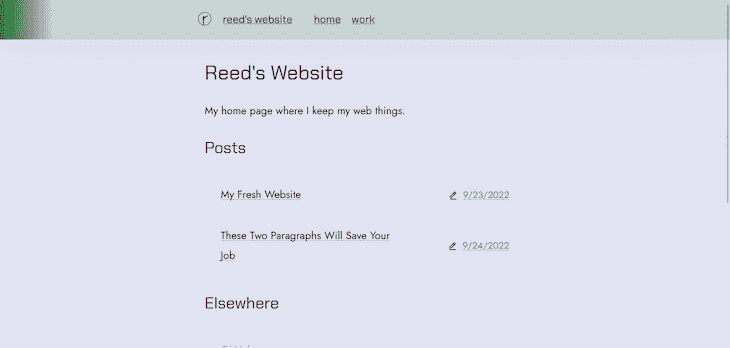 r reed's website home work
Reed's Website
My home page where I keep my web things.
Posts
My Fresh Website 9/23/2022
These Two Paragraphs Will Save Your
Job 9/24/2022
Elsewhere